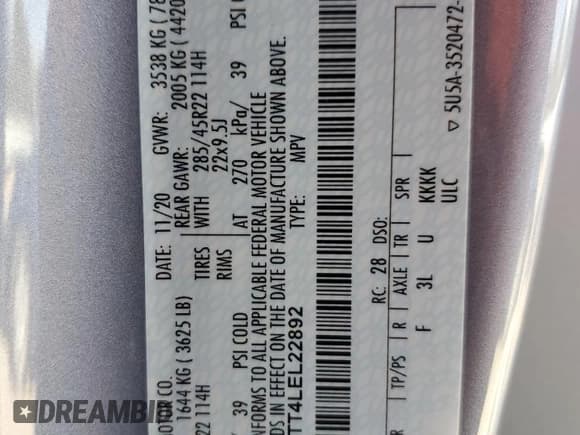 OTOR CO. DATE: 11/20 GVWR: 3538 KG (78
1644 KG ( 3625 LB) REAR GAWR: 2005 KG ( 4420
22 114H TIRES WITH 285/45R22 114H
RIMS 22x9.5J
39 PSI COLD AT 270 kPa/ 39 PSI C
NFORMS TO ALL APPLICABLE FEDERAL MOTOR VEHICLE
DS IN EFFECT ON THE DATE OF MANUFACTURE SHOWN ABOVE.
TT4LEL22892 TYPE: MPV
RC: 28 DSO:
R TP/PS R AXLE TR SPR
F 3L U KKKK
ULC
▽ 5U5A-3520472-
DREAMBID